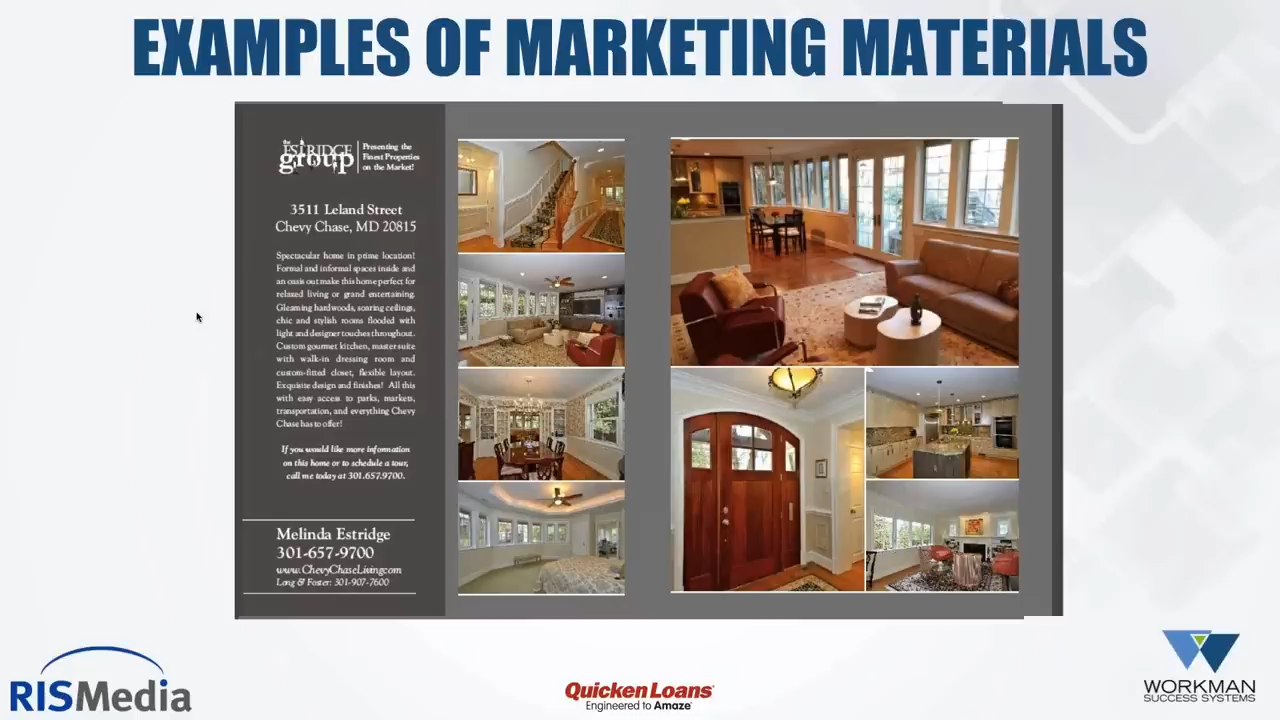 EXAMPLES OF MARKETING MATERIALS
the
ESTRIDGE
group
Presenting the
Finest Properties
on the Market!
3511 Leland Street
Chevy Chase, MD 20815
Spectacular home in prime location!
Formal and informal spaces inside and
an oasis out make this home perfect for
relaxed living or grand entertaining.
Gleaming hardwoods, soaring ceilings,
chic and stylish rooms flooded with
light and designer touches throughout.
Custom gourmet kitchen, master suite
with walk-in dressing room and
custom-fitted closet, flexible layout.
Exquisite design and finishes! All this
with easy access to parks, markets,
transportation, and everything Chevy
Chase has to offer!
If you would like more information
on this home or to schedule a tour,
call me today at 301.657.9700.
Melinda Estridge
301-657-9700
www.ChevyChaseLiving.com
Long & Foster: 301-907-7600
RISMedia
Quicken Loans
Engineered to Amaze
WORKMAN
SUCCESS SYSTEMS